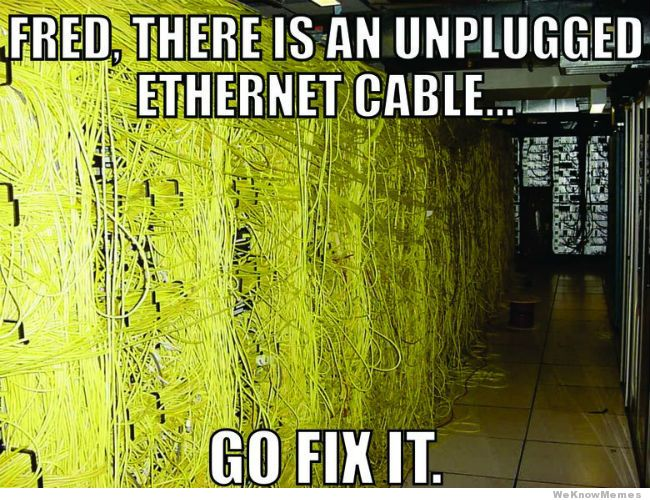 FRED, THERE IS AN UNPLUGGED
ETHERNET CABLE...
GO FIX IT.
WeKnowMemes